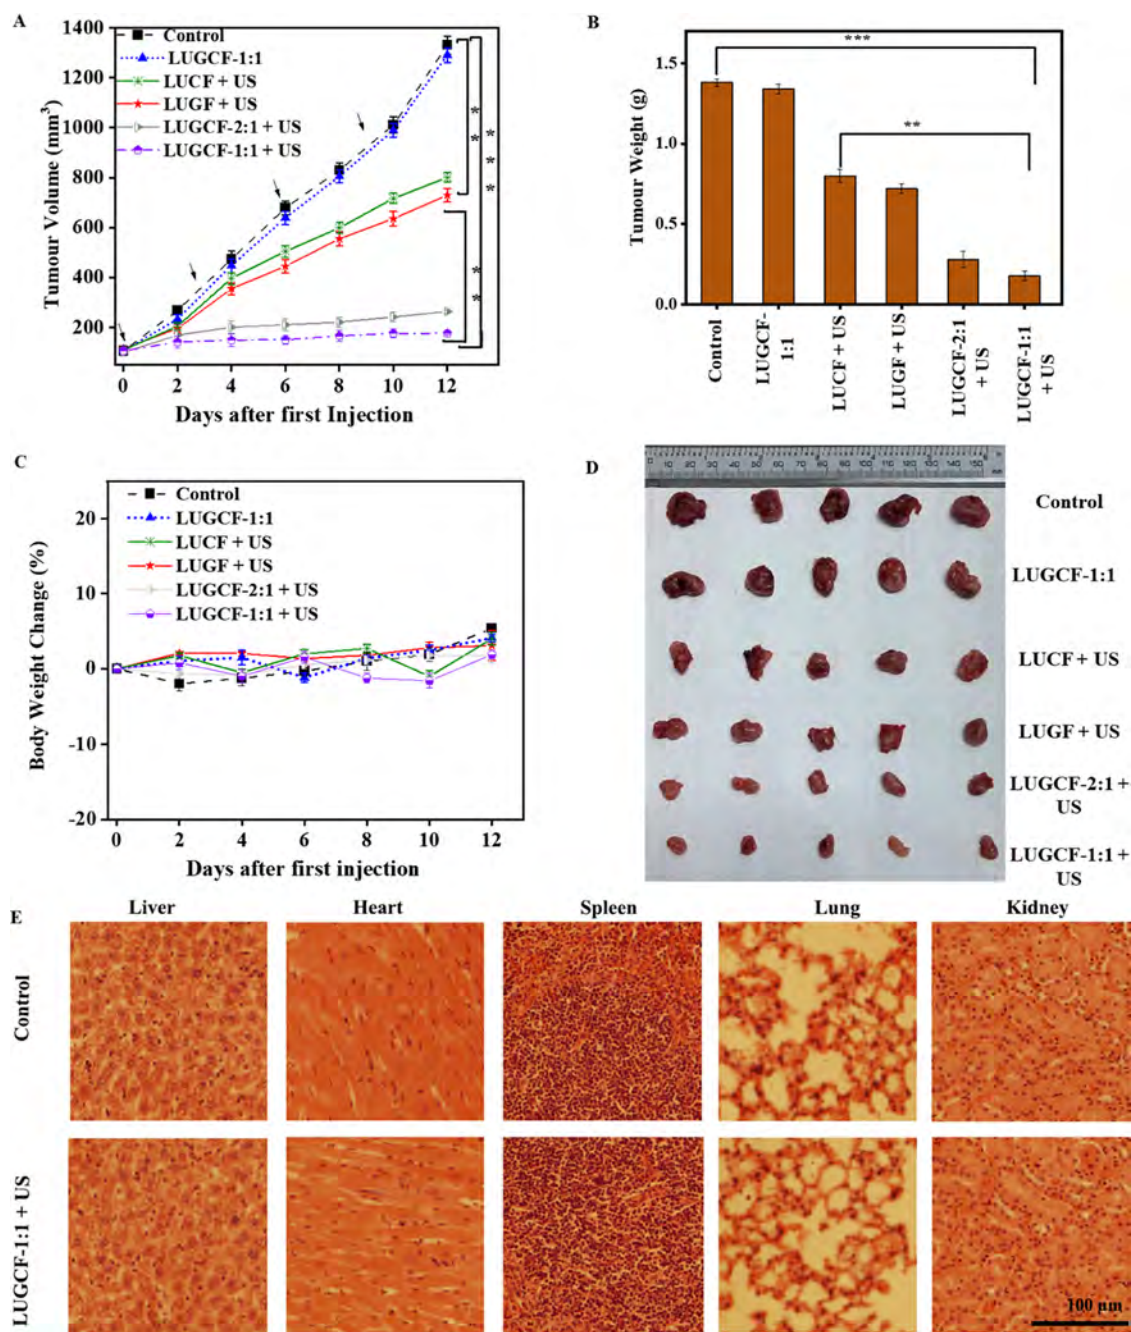 A
1400
1200
1000
800
600
400
200
Tumour Volume (mm³)
Control
LUGCF-1:1
LUCF + US
LUGF + US
LUGCF-2:1 + US
LUGCF-1:1 + US
**
***
**
0 2 4 6 8 10 12
Days after first Injection
B
1.5
1.0
0.5
0.0
Tumour Weight (g)
***
**
Control
LUGCF-
1:1
LUCF + US
LUGF + US
LUGCF-2:1
+ US
LUGCF-1:1
+ US
C
20
10
0
-10
-20
Body Weight Change (%)
Control
LUGCF-1:1
LUCF + US
LUGF + US
LUGCF-2:1 + US
LUGCF-1:1 + US
0 2 4 6 8 10 12
Days after first injection
D
Control
LUGCF-1:1
LUCF + US
LUGF + US
LUGCF-2:1 +
US
LUGCF-1:1 +
US
E
Liver Heart Spleen Lung Kidney
Control
LUGCF-1:1 + US
100 µm